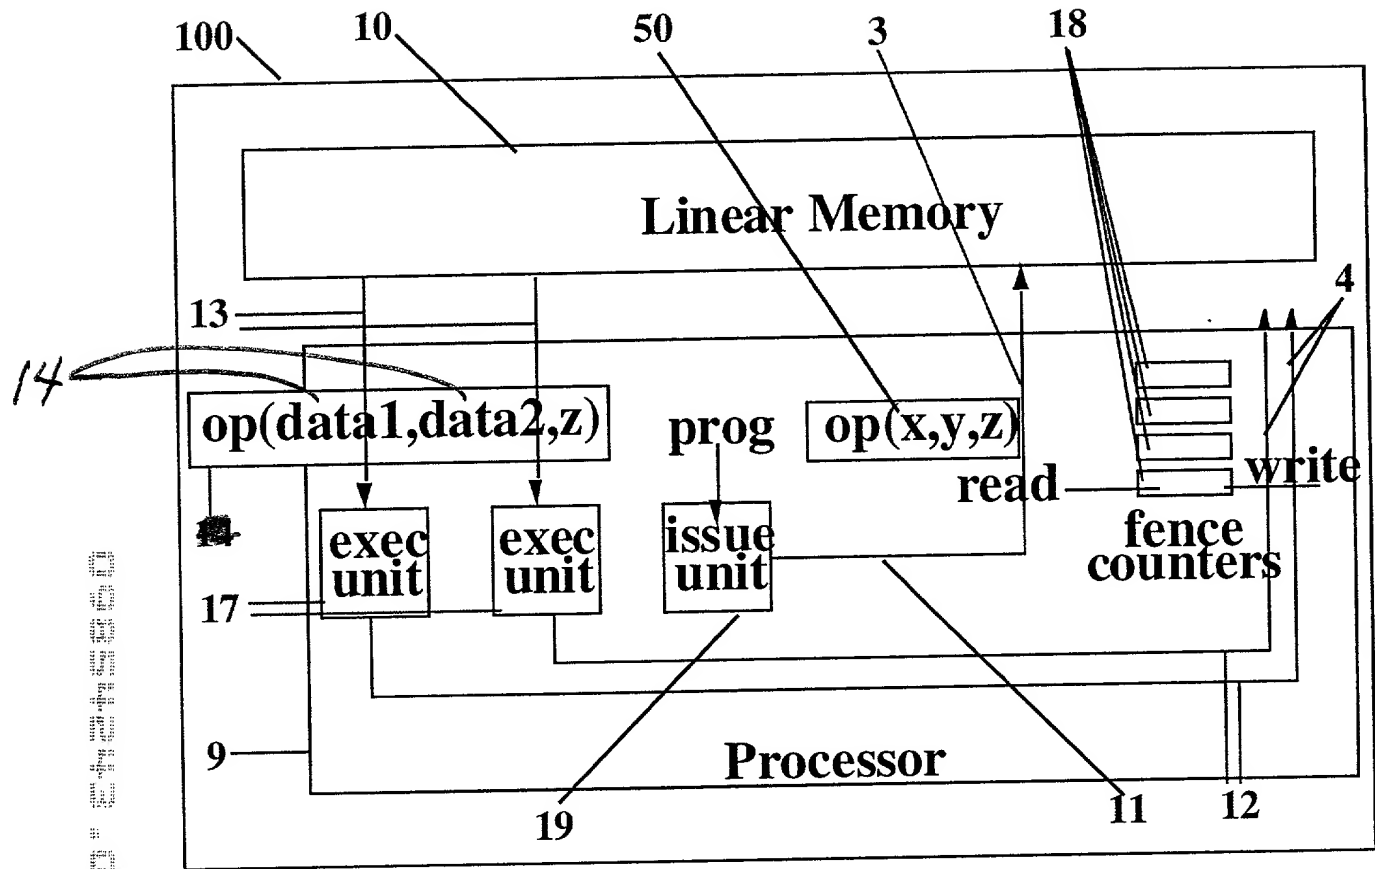 100
10
50
3
18
Linear Memory
4
13
14
op(data1,data2,z)
prog
op(x,y,z)
read
write
exec
unit
exec
unit
issue
unit
fence
counters
17
9
Processor
19
11
12